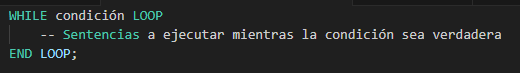 WHILE condición LOOP
    -- Sentencias a ejecutar mientras la condición sea verdadera
END LOOP;